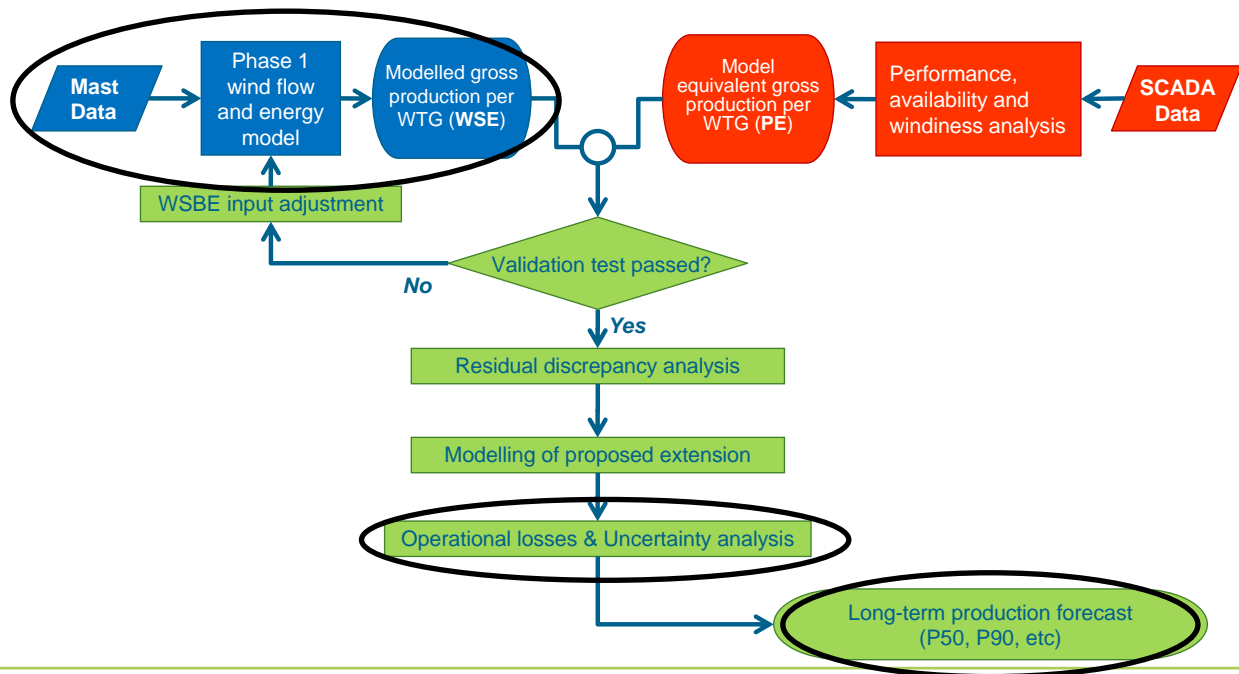 Mast
Data
Phase 1
wind flow
and energy
model
Modelled gross
production per
WTG (WSE)
Model
equivalent gross
production per
WTG (PE)
Performance,
availability and
windiness analysis
SCADA
Data
WSBE input adjustment
Validation test passed?
No
Yes
Residual discrepancy analysis
Modelling of proposed extension
Operational losses & Uncertainty analysis
Long-term production forecast
(P50, P90, etc)